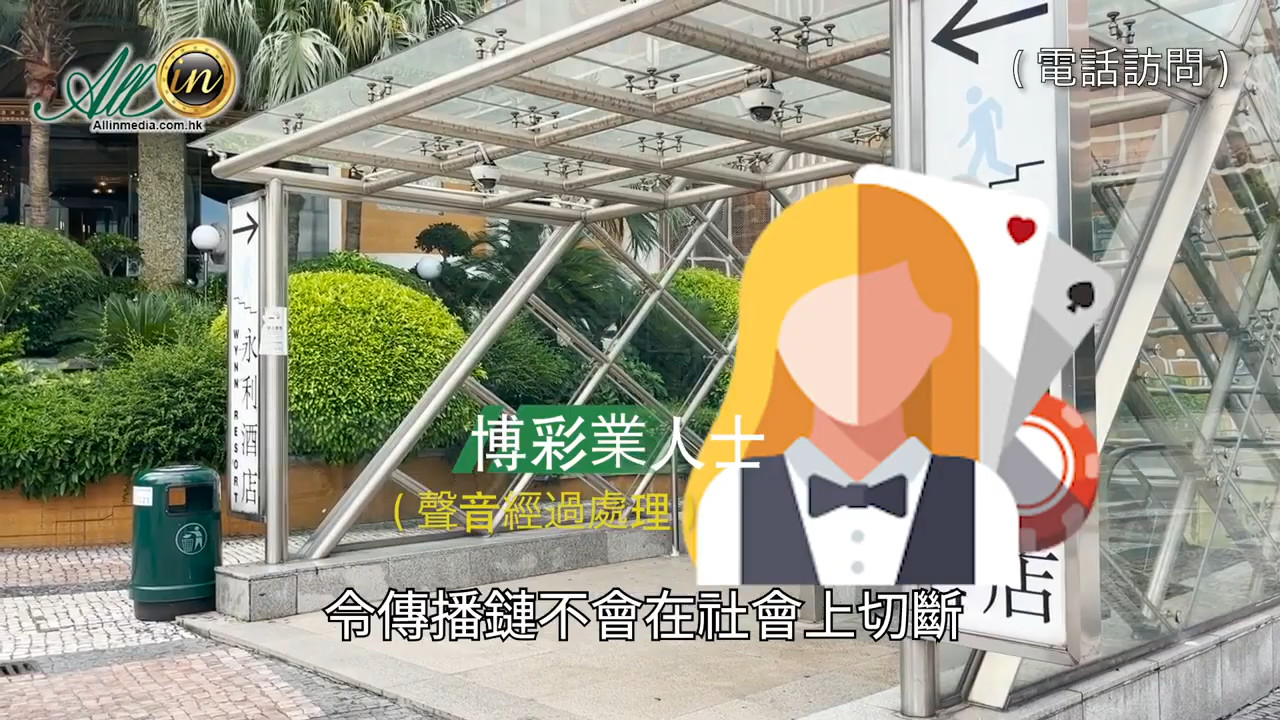 All in
Allinmedia.com.hk
（電話訪問）
永利酒店
WYNN RESORT
博彩業人士
（聲音經過處理）
店
令傳播鏈不會在社會上切斷